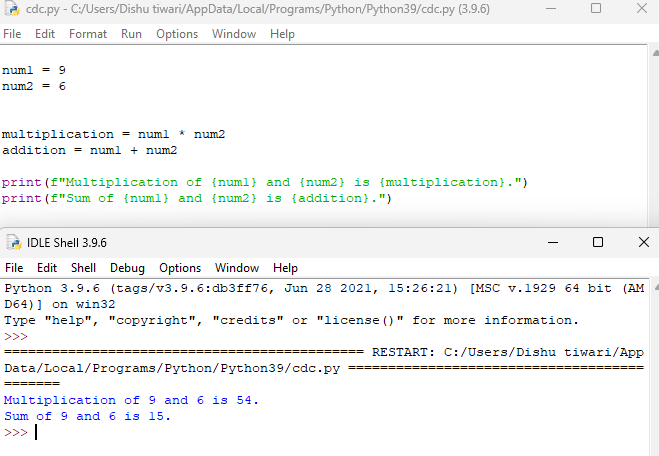 cdc.py - C:/Users/Dishu tiwari/AppData/Local/Programs/Python/Python39/cdc.py (3.9.6)
File Edit Format Run Options Window Help
num1 = 9
num2 = 6
multiplication = num1 * num2
addition = num1 + num2
print(f"Multiplication of {num1} and {num2} is {multiplication}.")
print(f"Sum of {num1} and {num2} is {addition}.")
IDLE Shell 3.9.6
File Edit Shell Debug Options Window Help
Python 3.9.6 (tags/v3.9.6:db3ff76, Jun 28 2021, 15:26:21) [MSC v.1929 64 bit (AM
D64)] on win32
Type "help", "copyright", "credits" or "license()" for more information.
>>>
============================================= RESTART: C:/Users/Dishu tiwari/App
Data/Local/Programs/Python/Python39/cdc.py =====================================
=======
Multiplication of 9 and 6 is 54.
Sum of 9 and 6 is 15.
>>>